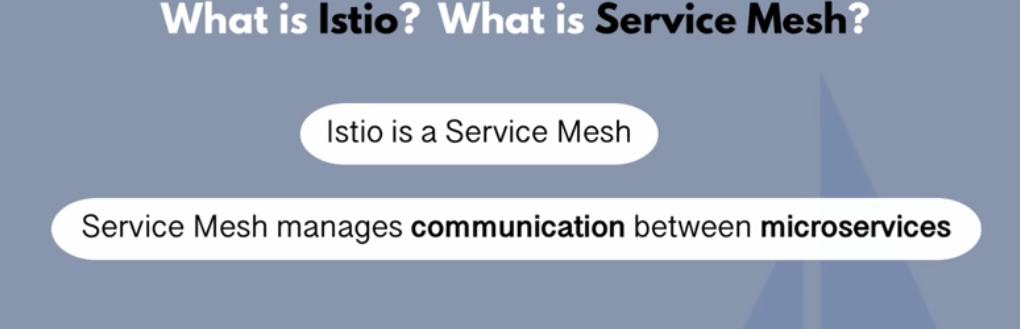 What is Istio? What is Service Mesh?
Istio is a Service Mesh
Service Mesh manages communication between microservices